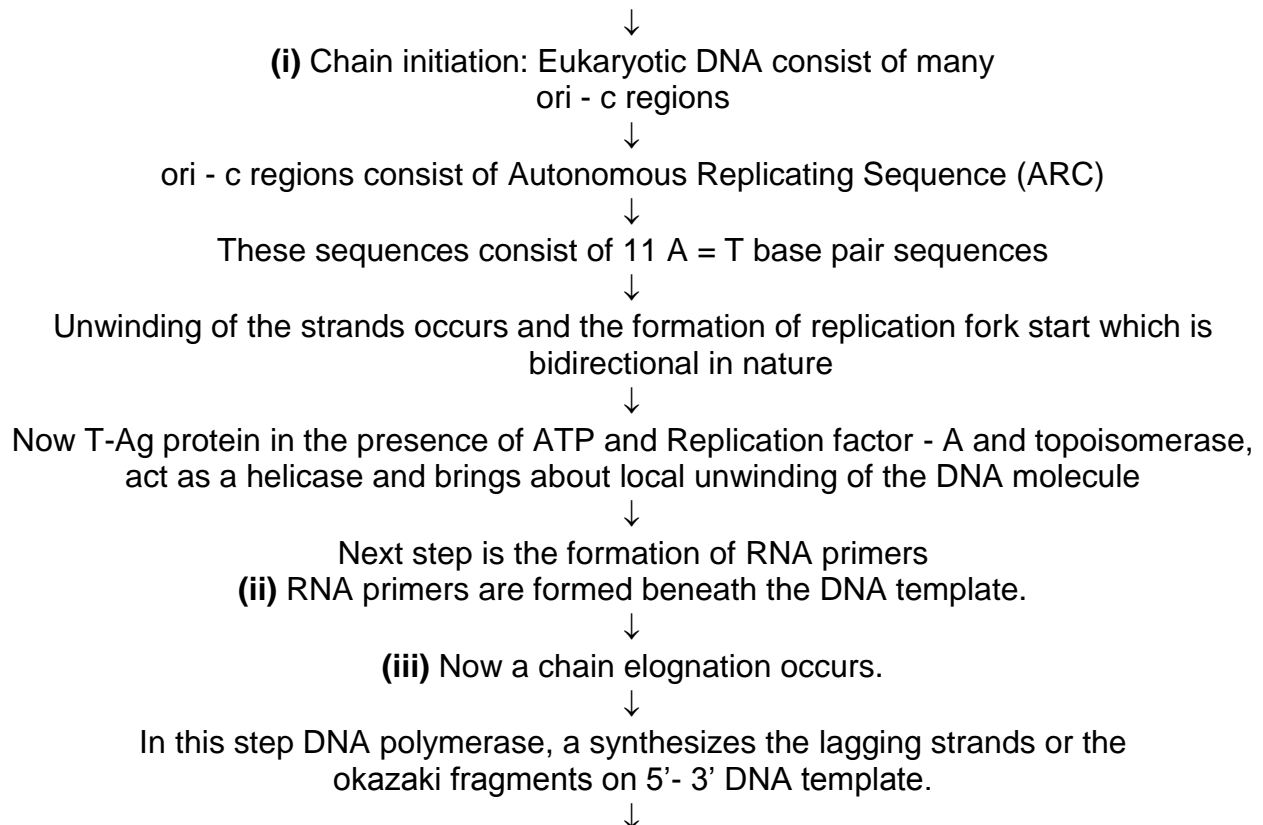 ↓
(i) Chain initiation: Eukaryotic DNA consist of many
ori - c regions
↓
ori - c regions consist of Autonomous Replicating Sequence (ARC)
↓
These sequences consist of 11 A = T base pair sequences
↓
Unwinding of the strands occurs and the formation of replication fork start which is
bidirectional in nature
↓
Now T-Ag protein in the presence of ATP and Replication factor - A and topoisomerase,
act as a helicase and brings about local unwinding of the DNA molecule
↓
Next step is the formation of RNA primers
(ii) RNA primers are formed beneath the DNA template.
↓
(iii) Now a chain elognation occurs.
↓
In this step DNA polymerase, a synthesizes the lagging strands or the
okazaki fragments on 5’- 3’ DNA template.
↓